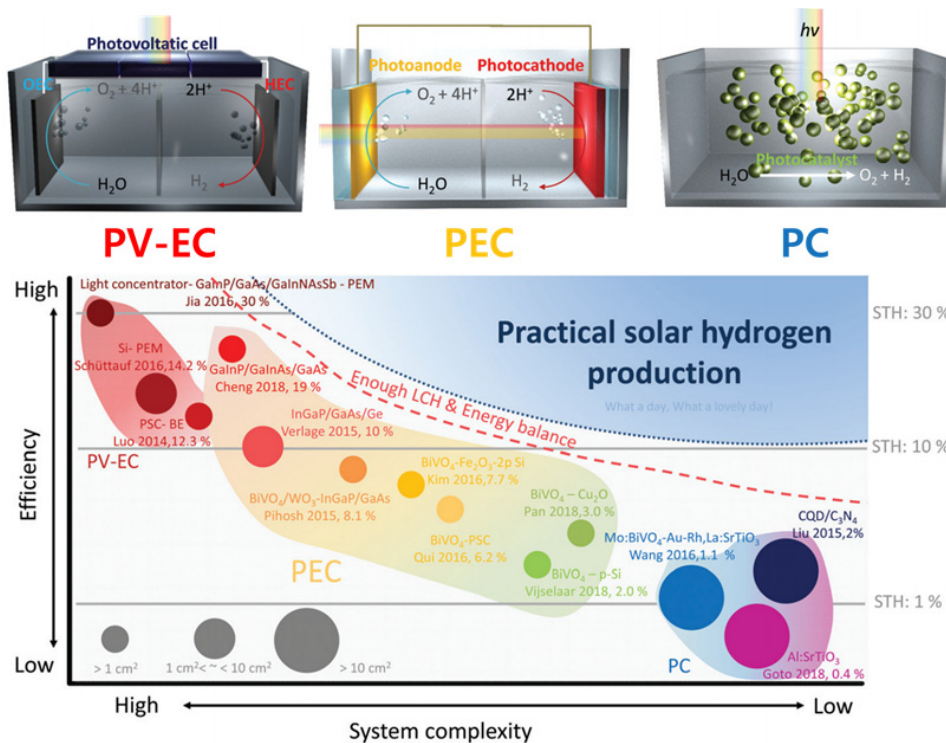 Photovoltatic cell
OEC
HEC
O₂ + 4H⁺
2H⁺
H₂O
H₂
Photoanode
Photocathode
O₂ + 4H⁺
2H⁺
H₂O
H₂
hν
Photocatalyst
H₂O
O₂ + H₂
PV-EC
PEC
PC
High
Efficiency
Low
Light concentrator- GaInP/GaAs/GaInNAsSb - PEM
Jia 2016, 30 %
STH: 30 %
Practical solar hydrogen
production
What a day, What a lovely day!
Enough LCH & Energy balance
Si- PEM
Schüttauf 2016,14.2 %
GaInP/GaInAs/GaAs
Cheng 2018, 19 %
PSC- BE
Luo 2014,12.3 %
PV-EC
InGaP/GaAs/Ge
Verlage 2015, 10 %
STH: 10 %
BiVO₄/WO₃-InGaP/GaAs
Pihosh 2015, 8.1 %
BiVO₄-Fe₂O₃-2p Si
Kim 2016,7.7 %
BiVO₄-PSC
Qui 2016, 6.2 %
BiVO₄ – Cu₂O
Pan 2018,3.0 %
BiVO₄ – p-Si
Vijselaar 2018, 2.0 %
PEC
Mo:BiVO₄-Au-Rh,La:SrTiO₃
Wang 2016,1.1 %
CQD/C₃N₄
Liu 2015,2%
STH: 1 %
Al:SrTiO₃
Goto 2018, 0.4 %
PC
> 1 cm²
1 cm²< ~ < 10 cm²
> 10 cm²
High
System complexity
Low